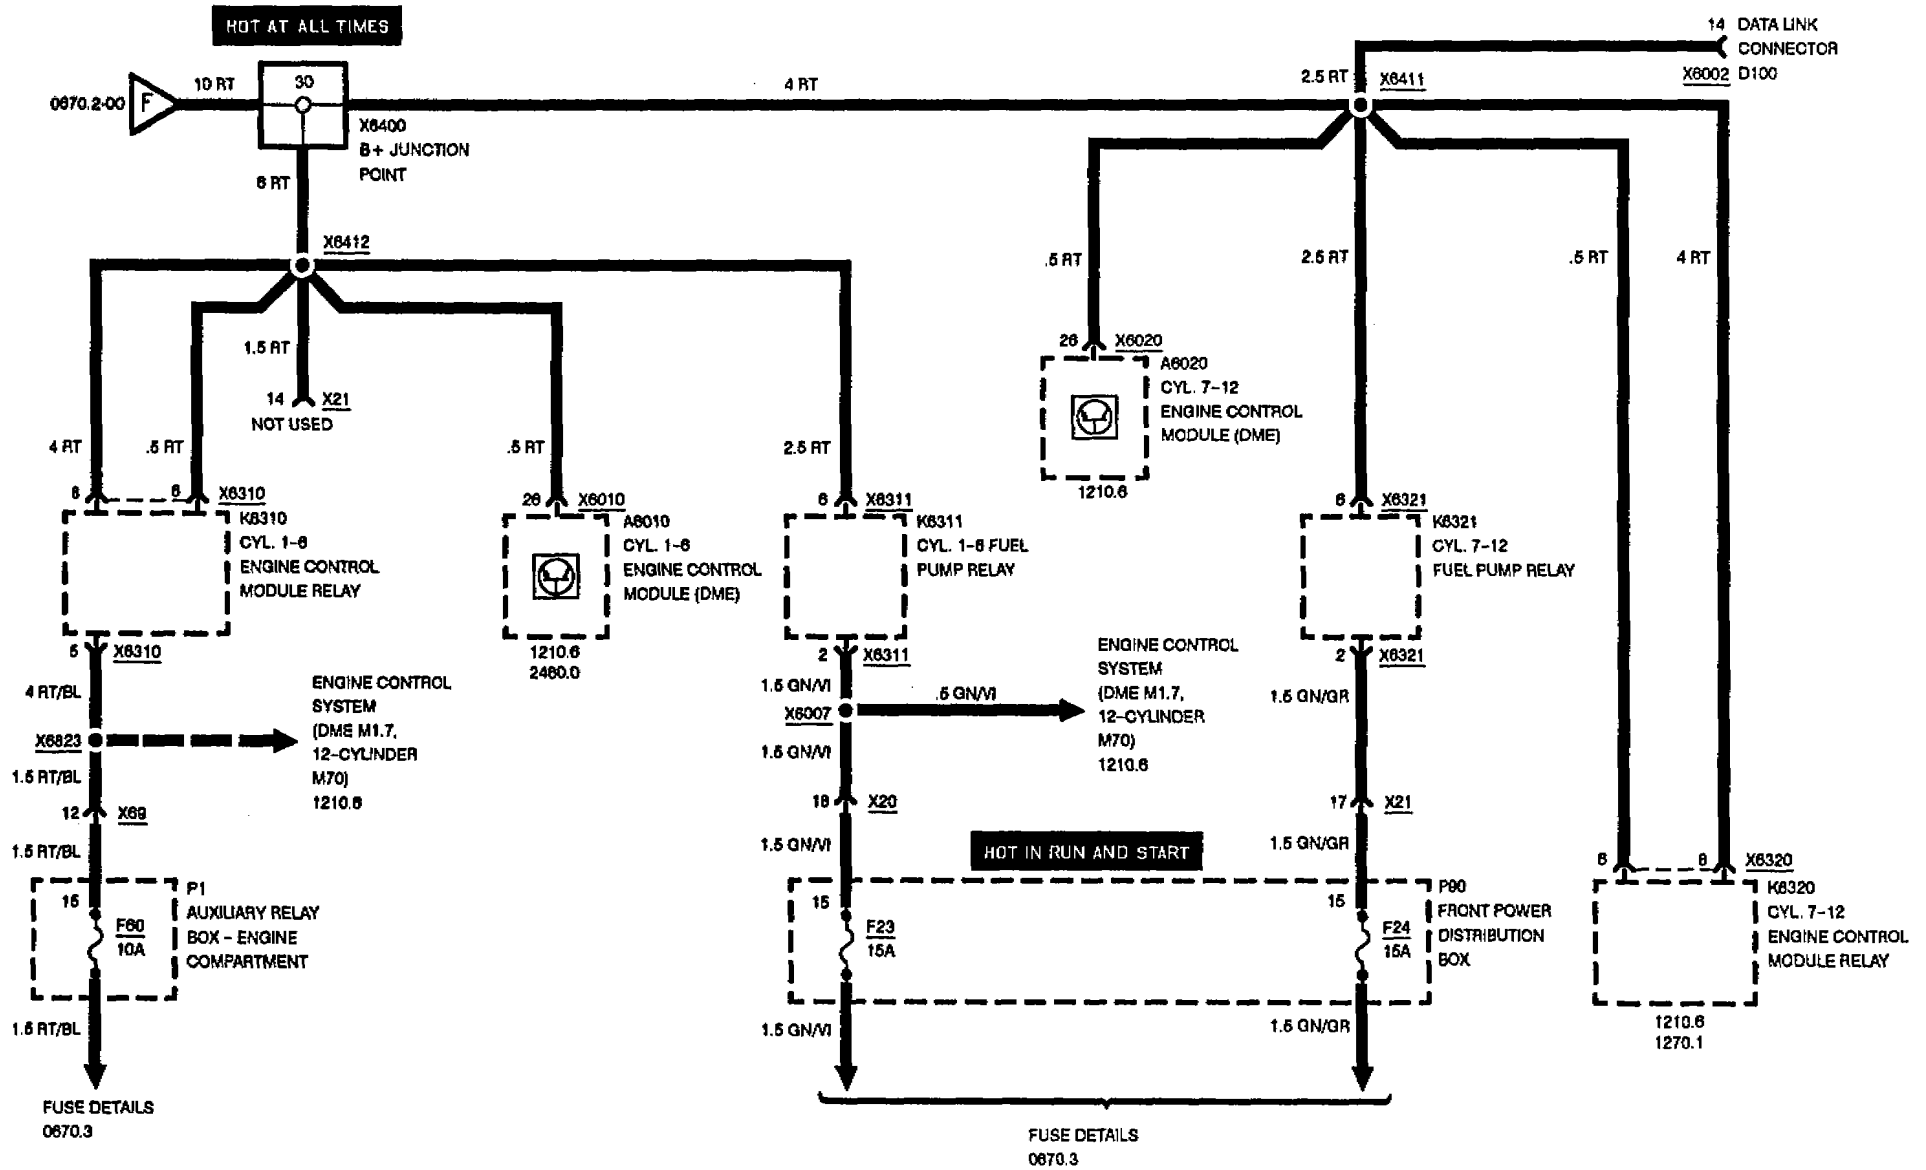 HOT AT ALL TIMES
14 DATA LINK
CONNECTOR
X6002 D100
0670.2-00
F
10 RT
30
4 RT
2.5 RT
X6411
X6400
B+ JUNCTION
POINT
6 RT
X6412
.5 RT
2.5 RT
.5 RT
4 RT
1.5 RT
14 X21
NOT USED
26 X6020
A6020
CYL. 7-12
ENGINE CONTROL
MODULE (DME)
1210.6
4 RT
.5 RT
.5 RT
2.5 RT
6 6 X6310
K6310
CYL. 1-6
ENGINE CONTROL
MODULE RELAY
26 X6010
A6010
CYL. 1-6
ENGINE CONTROL
MODULE (DME)
1210.6
2460.0
6 X6311
K6311
CYL. 1-6 FUEL
PUMP RELAY
6 X6321
K6321
CYL. 7-12
FUEL PUMP RELAY
5 X6310
2 X6311
2 X6321
4 RT/BL
X6823
1.5 RT/BL
ENGINE CONTROL
SYSTEM
(DME M1.7,
12-CYLINDER
M70)
1210.6
1.5 GN/VI
.5 GN/VI
X6007
1.5 GN/VI
ENGINE CONTROL
SYSTEM
(DME M1.7,
12-CYLINDER
M70)
1210.6
1.5 GN/GR
12 X69
18 X20
17 X21
1.5 RT/BL
1.5 GN/VI
HOT IN RUN AND START
1.5 GN/GR
6 8 X6320
K6320
CYL. 7-12
ENGINE CONTROL
MODULE RELAY
1210.6
1270.1
15
F60
10A
P1
AUXILIARY RELAY
BOX - ENGINE
COMPARTMENT
15
F23
15A
15
F24
15A
P90
FRONT POWER
DISTRIBUTION
BOX
1.5 RT/BL
1.5 GN/VI
1.5 GN/GR
FUSE DETAILS
0670.3
FUSE DETAILS
0670.3